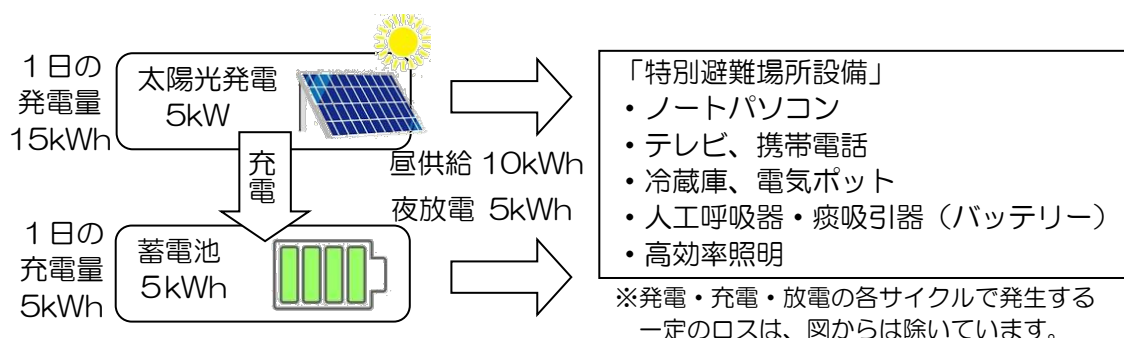 1日の
発電量
15kWh
太陽光発電
5kW
充
電
昼供給 10kWh
夜放電 5kWh
1日の
充電量
5kWh
蓄電池
5kWh
「特別避難場所設備」
・ノートパソコン
・テレビ、携帯電話
・冷蔵庫、電気ポット
・人工呼吸器・痰吸引器（バッテリー）
・高効率照明
※発電・充電・放電の各サイクルで発生する
一定のロスは、図からは除いています。